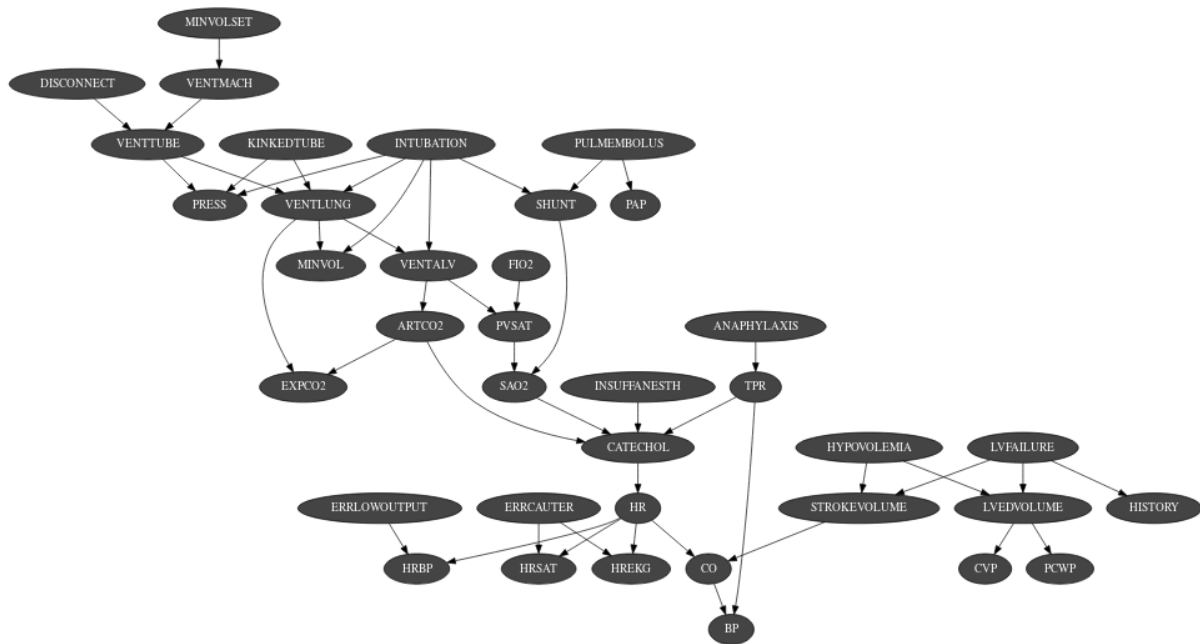 MINVOLSET
DISCONNECT
VENTMACH
VENTTUBE
KINKEDTUBE
INTUBATION
PULMEMBOLUS
PRESS
VENTLUNG
SHUNT
PAP
MINVOL
VENTALV
FIO2
ARTCO2
PVSAT
ANAPHYLAXIS
EXPCO2
SAO2
INSUFFANESTH
TPR
CATECHOL
HYPOVOLEMIA
LVFAILURE
ERRLOWOUTPUT
ERRCAUTER
HR
STROKEVOLUME
LVEDVOLUME
HISTORY
HRBP
HRSAT
HREKG
CO
CVP
PCWP
BP